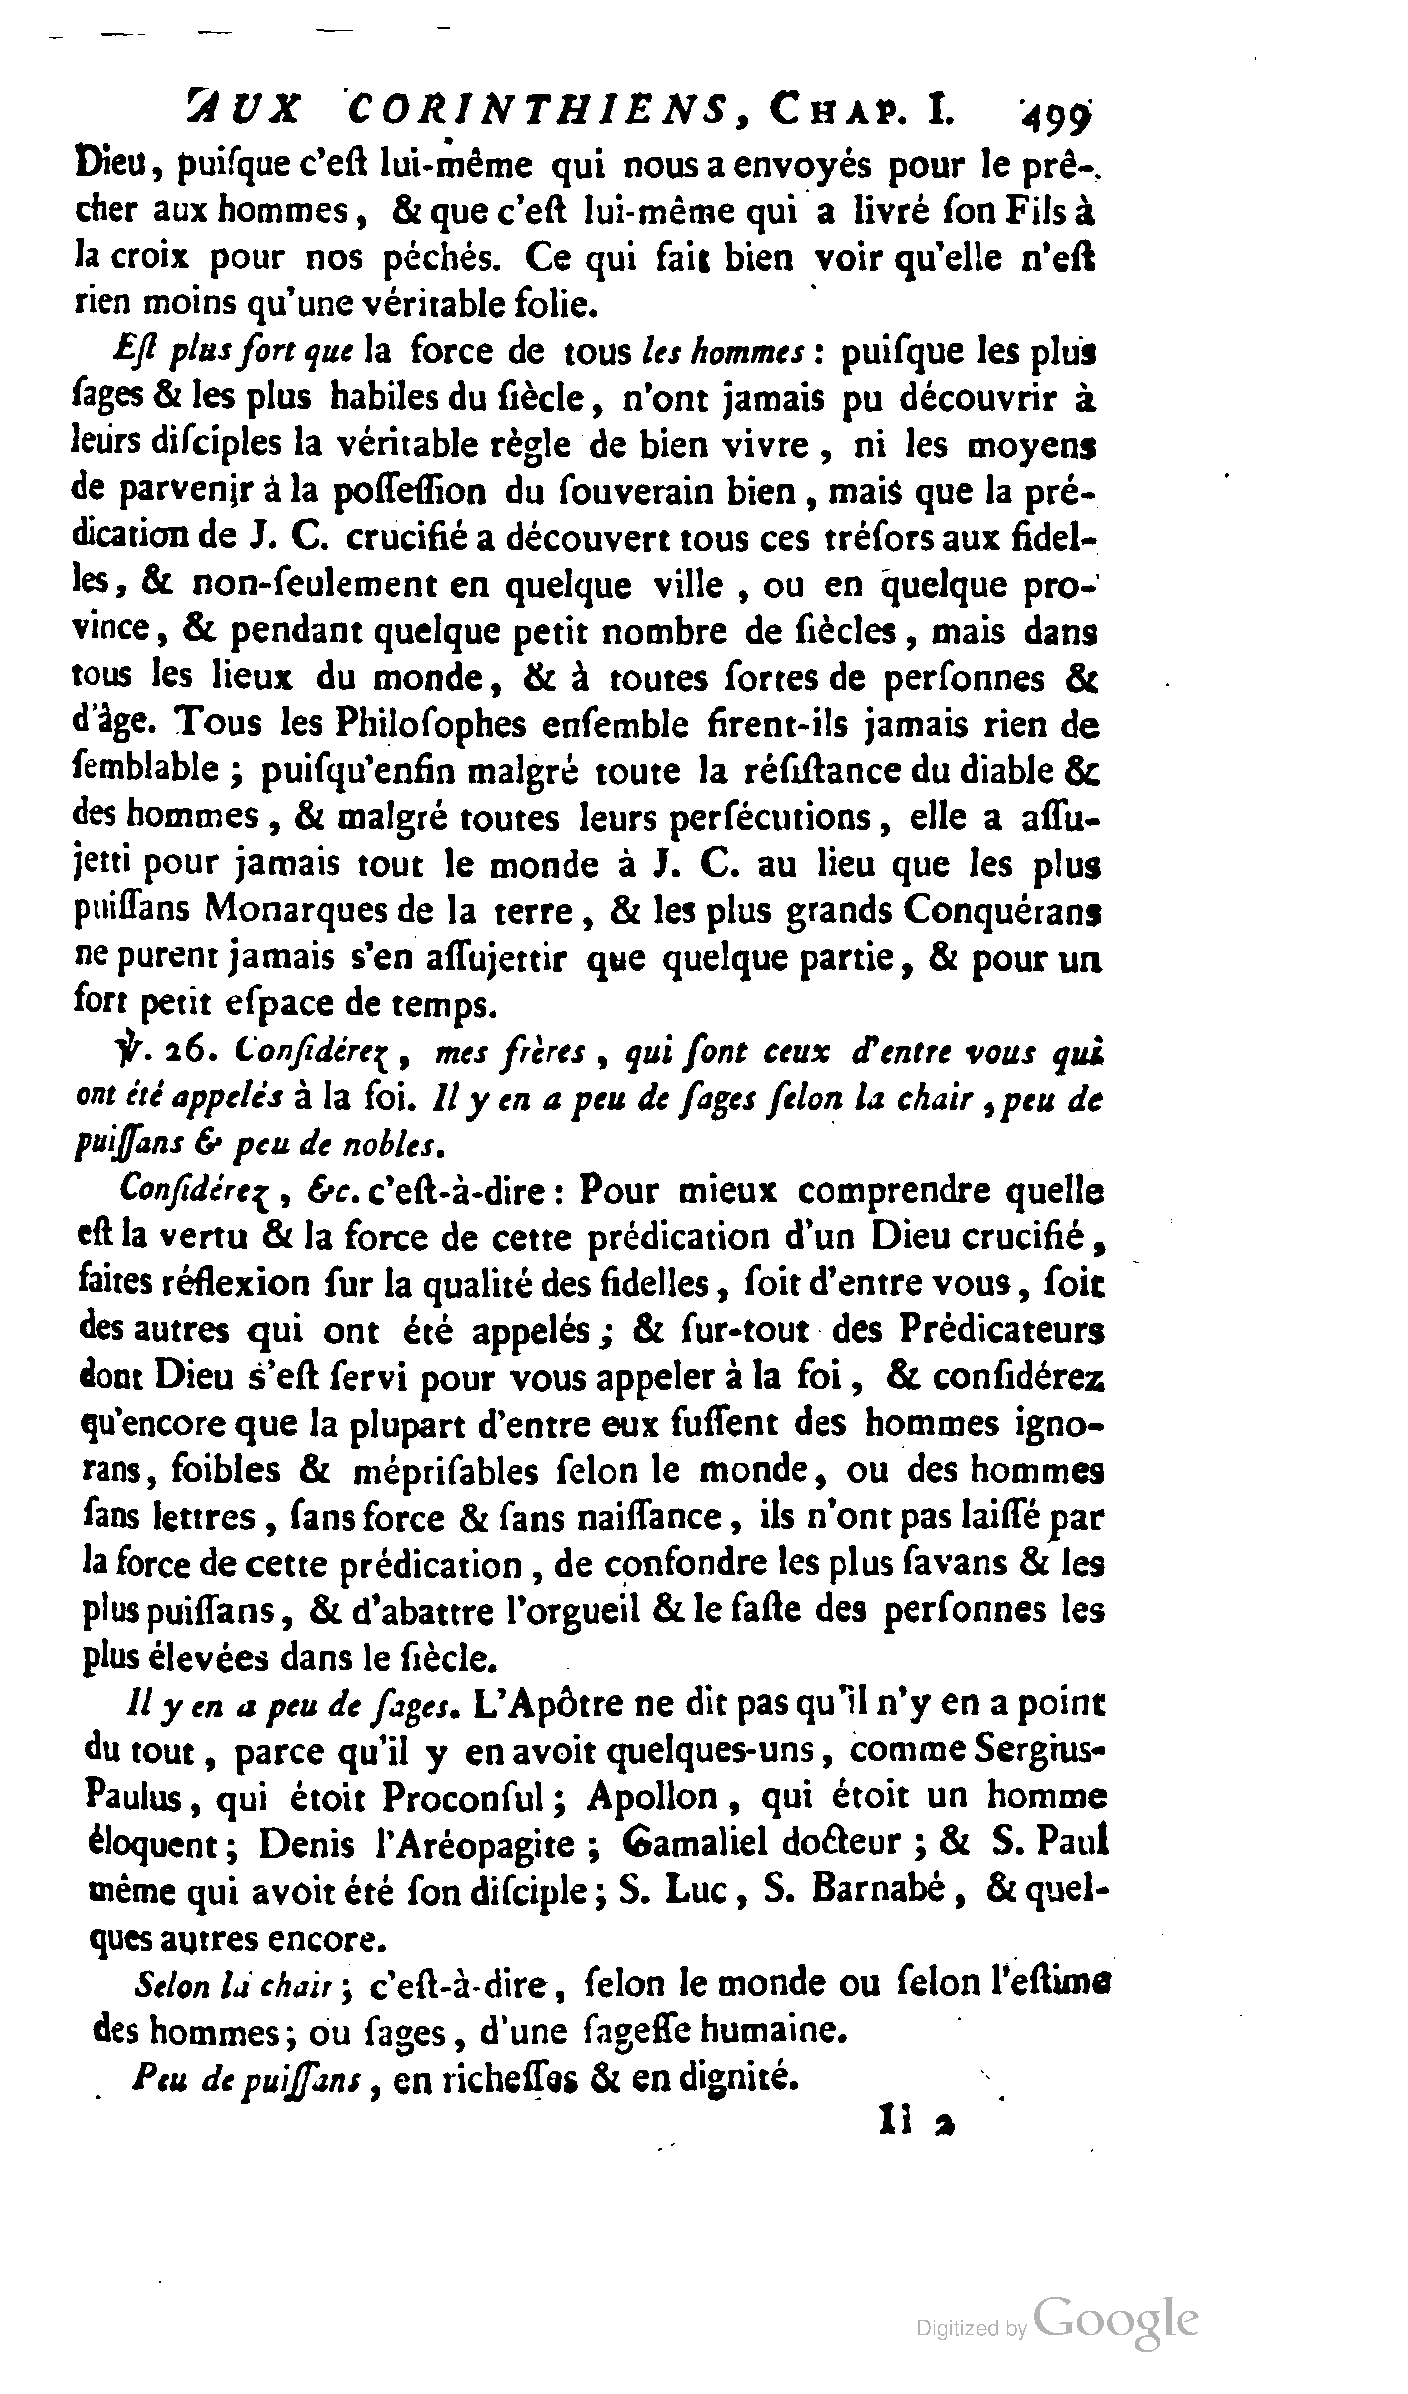 AUX CORINTHIENS, CHAP. I. 499
Dieu, puiſque c'eſt lui-même qui nous a envoyés pour le prê-
cher aux hommes, & que c'eſt lui-même qui a livré ſon Fils à
la croix pour nos péchés. Ce qui fait bien voir qu'elle n'eſt
rien moins qu'une véritable folie.
Eſt plus fort que la force de tous les hommes : puiſque les plus
ſages & les plus habiles du ſiècle, n'ont jamais pu découvrir à
leurs diſciples la véritable règle de bien vivre, ni les moyens
de parvenir à la poſſeſſion du ſouverain bien, mais que la pré-
dication de J. C. crucifié a découvert tous ces tréſors aux fidel-
les, & non-ſeulement en quelque ville, ou en quelque pro-
vince, & pendant quelque petit nombre de ſiècles, mais dans
tous les lieux du monde, & à toutes ſortes de perſonnes &
d'âge. Tous les Philoſophes enſemble firent-ils jamais rien de
ſemblable ; puiſqu'enfin malgré toute la réſiſtance du diable &
des hommes, & malgré toutes leurs perſécutions, elle a aſſu-
jetti pour jamais tout le monde à J. C. au lieu que les plus
puiſſans Monarques de la terre, & les plus grands Conquérans
ne purent jamais s'en aſſujettir que quelque partie, & pour un
fort petit eſpace de temps.
℣. 26. Conſidérez, mes frères, qui ſont ceux d'entre vous qui
ont été appelés à la foi. Il y en a peu de ſages ſelon la chair, peu de
puiſſans & peu de nobles.
Conſidérez, &c. c'eſt-à-dire : Pour mieux comprendre quelle
eſt la vertu & la force de cette prédication d'un Dieu crucifié,
faites réflexion ſur la qualité des fidelles, ſoit d'entre vous, ſoit
des autres qui ont été appelés ; & ſur-tout des Prédicateurs
dont Dieu s'eſt ſervi pour vous appeler à la foi, & conſidérez
qu'encore que la plupart d'entre eux fuſſent des hommes igno-
rans, foibles & mépriſables ſelon le monde, ou des hommes
ſans lettres, ſans force & ſans naiſſance, ils n'ont pas laiſſé par
la force de cette prédication, de confondre les plus ſavans & les
plus puiſſans, & d'abattre l'orgueil & le faſte des perſonnes les
plus élevées dans le ſiècle.
Il y en a peu de ſages. L'Apôtre ne dit pas qu'il n'y en a point
du tout, parce qu'il y en avoit quelques-uns, comme Sergius-
Paulus, qui étoit Proconſul ; Apollon, qui étoit un homme
éloquent ; Denis l'Aréopagite ; Gamaliel docteur ; & S. Paul
même qui avoit été ſon diſciple ; S. Luc, S. Barnabé, & quel-
ques autres encore.
Selon la chair ; c'eſt-à-dire, ſelon le monde ou ſelon l'eſtime
des hommes ; ou ſages, d'une ſageſſe humaine.
Peu de puiſſans, en richeſſes & en dignité.
Ii 2
Digitized by Google